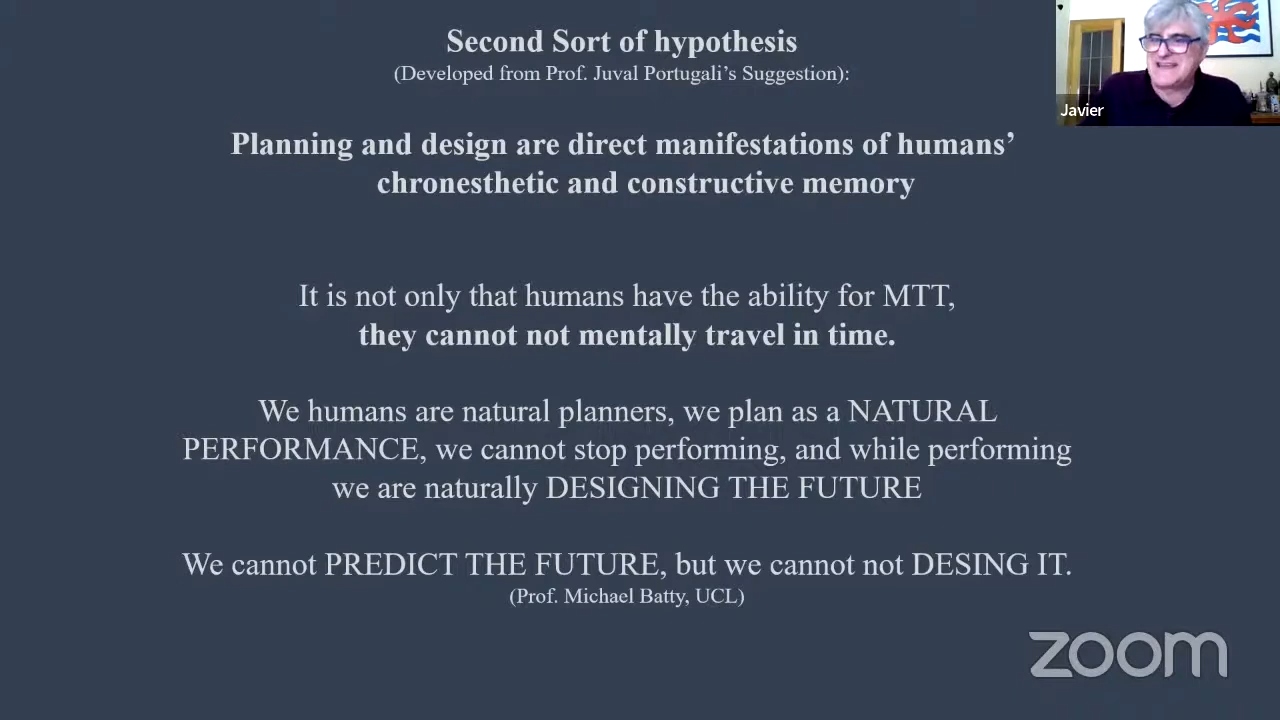 Second Sort of hypothesis
(Developed from Prof. Juval Portugali’s Suggestion):
Javier
Planning and design are direct manifestations of humans’
chronesthetic and constructive memory
It is not only that humans have the ability for MTT,
they cannot not mentally travel in time.
We humans are natural planners, we plan as a NATURAL
PERFORMANCE, we cannot stop performing, and while performing
we are naturally DESIGNING THE FUTURE
We cannot PREDICT THE FUTURE, but we cannot not DESING IT.
(Prof. Michael Batty, UCL)
zoom